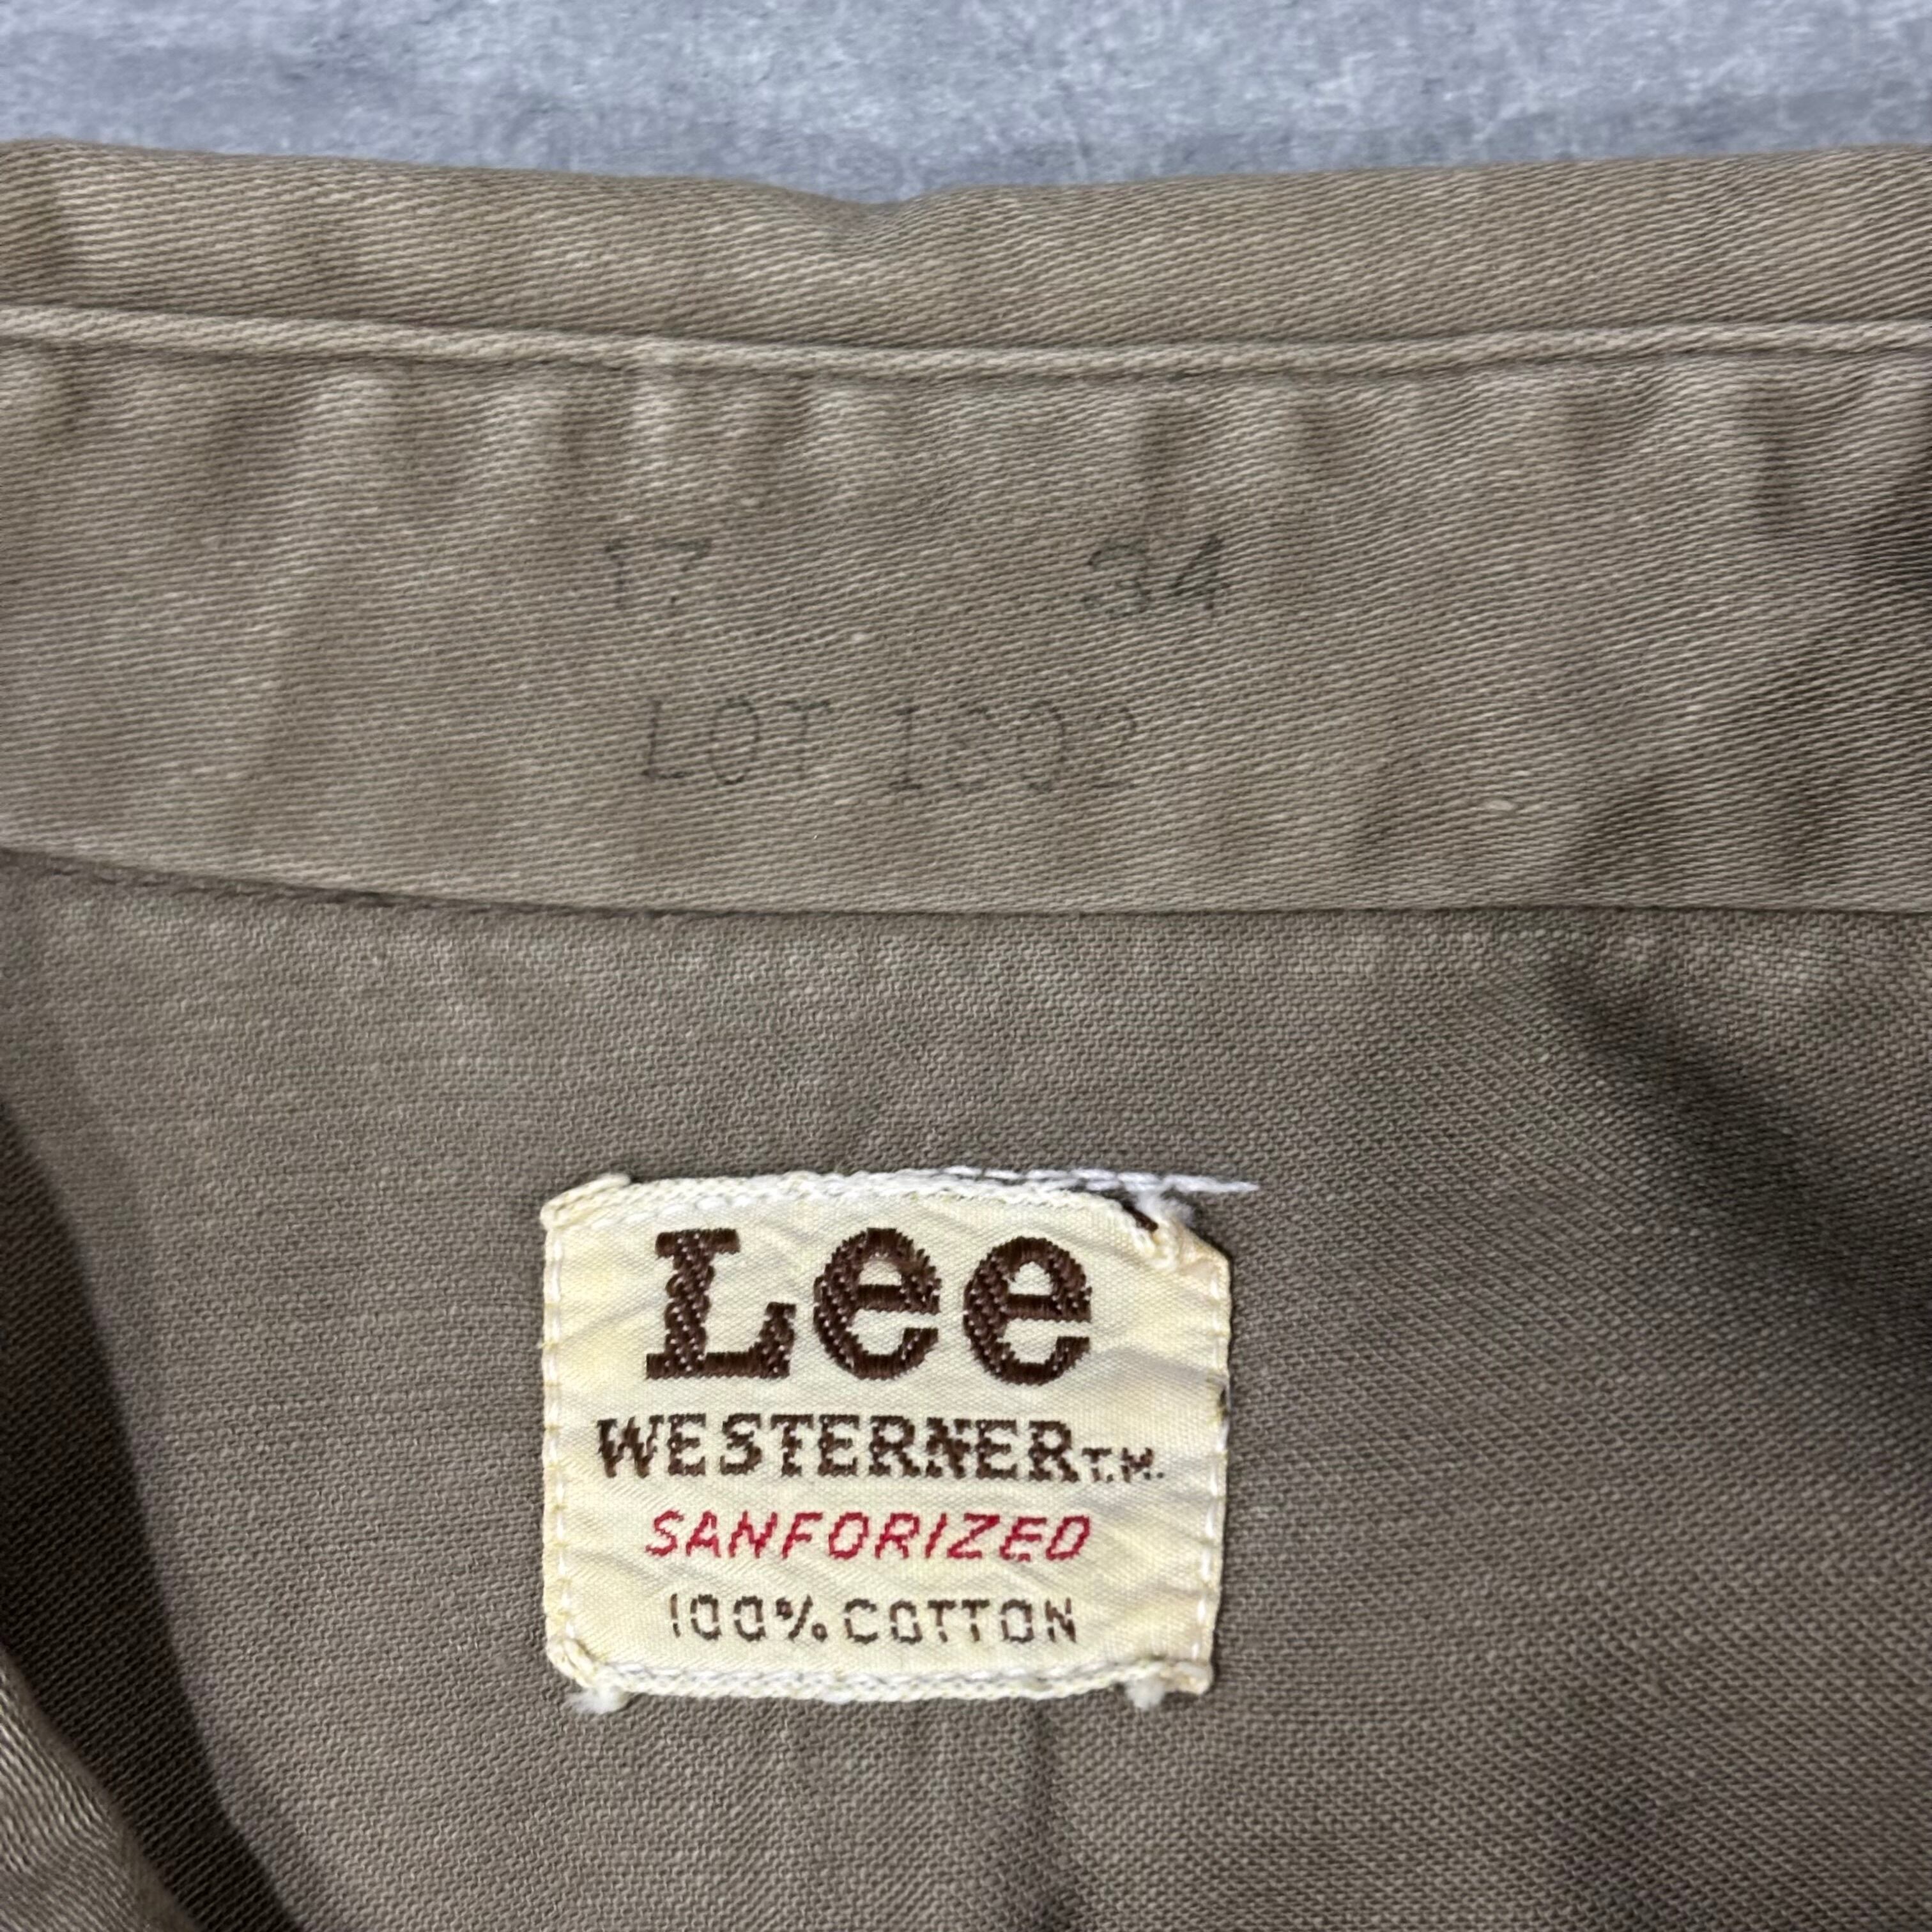 17 34
LOT 1802
Lee
WESTERNER T.M.
SANFORIZED
100% COTTON